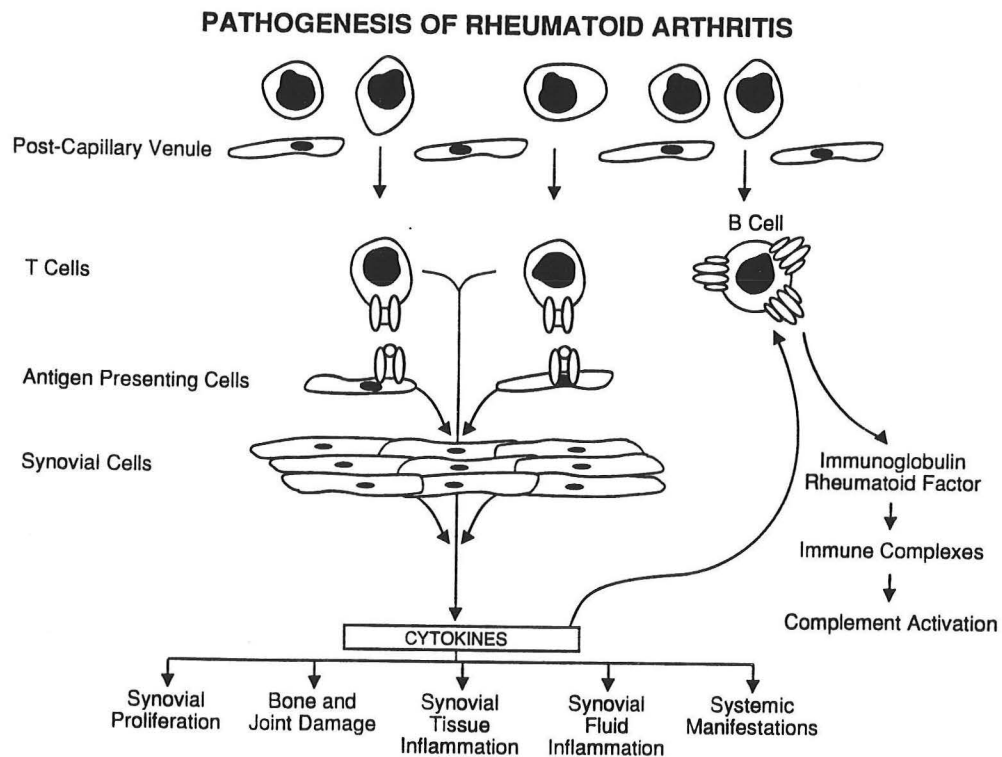 PATHOGENESIS OF RHEUMATOID ARTHRITIS
Post-Capillary Venule
B Cell
T Cells
Antigen Presenting Cells
Synovial Cells
Immunoglobulin
Rheumatoid Factor
Immune Complexes
Complement Activation
CYTOKINES
Synovial
Proliferation
Bone and
Joint Damage
Synovial
Tissue
Inflammation
Synovial
Fluid
Inflammation
Systemic
Manifestations